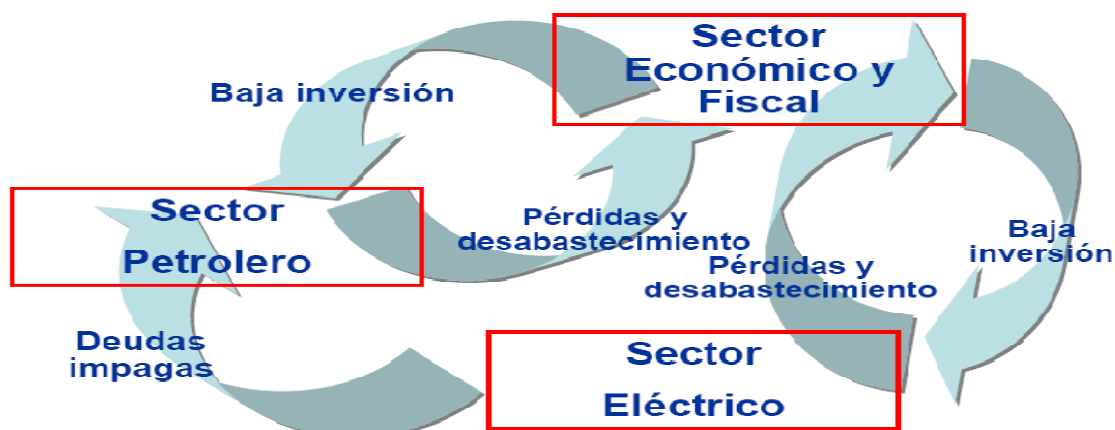 Sector
Económico y
Fiscal
Baja inversión
Sector
Petrolero
Pérdidas y
desabastecimiento
Baja
inversión
Pérdidas y
desabastecimiento
Deudas
impagas
Sector
Eléctrico